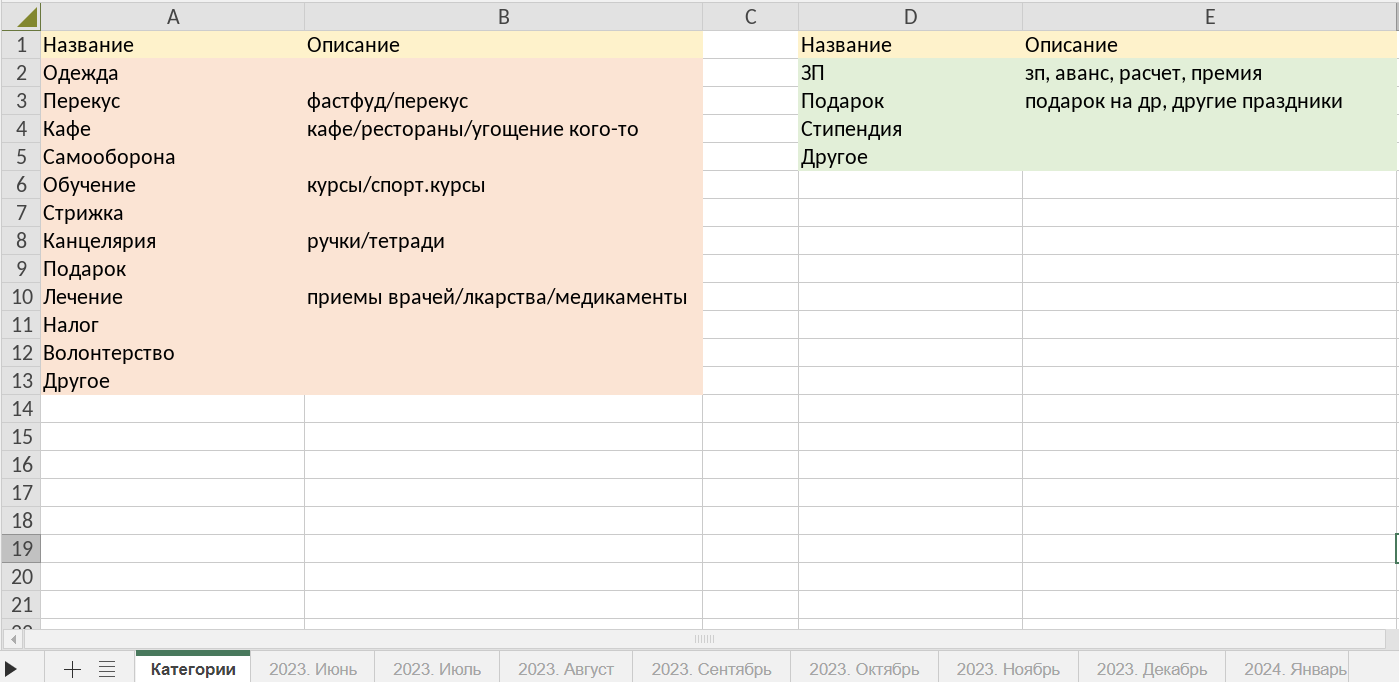 A B C D E
1 Название Описание Название Описание
2 Одежда ЗП зп, аванс, расчет, премия
3 Перекус фастфуд/перекус Подарок подарок на др, другие праздники
4 Кафе кафе/рестораны/угощение кого-то Стипендия
5 Самооборона Другое
6 Обучение курсы/спорт.курсы
7 Стрижка
8 Канцелярия ручки/тетради
9 Подарок
10 Лечение приемы врачей/лкарства/медикаменты
11 Налог
12 Волонтерство
13 Другое
14
15
16
17
18
19
20
21
22
Категории 2023. Июнь 2023. Июль 2023. Август 2023. Сентябрь 2023. Октябрь 2023. Ноябрь 2023. Декабрь 2024. Январь